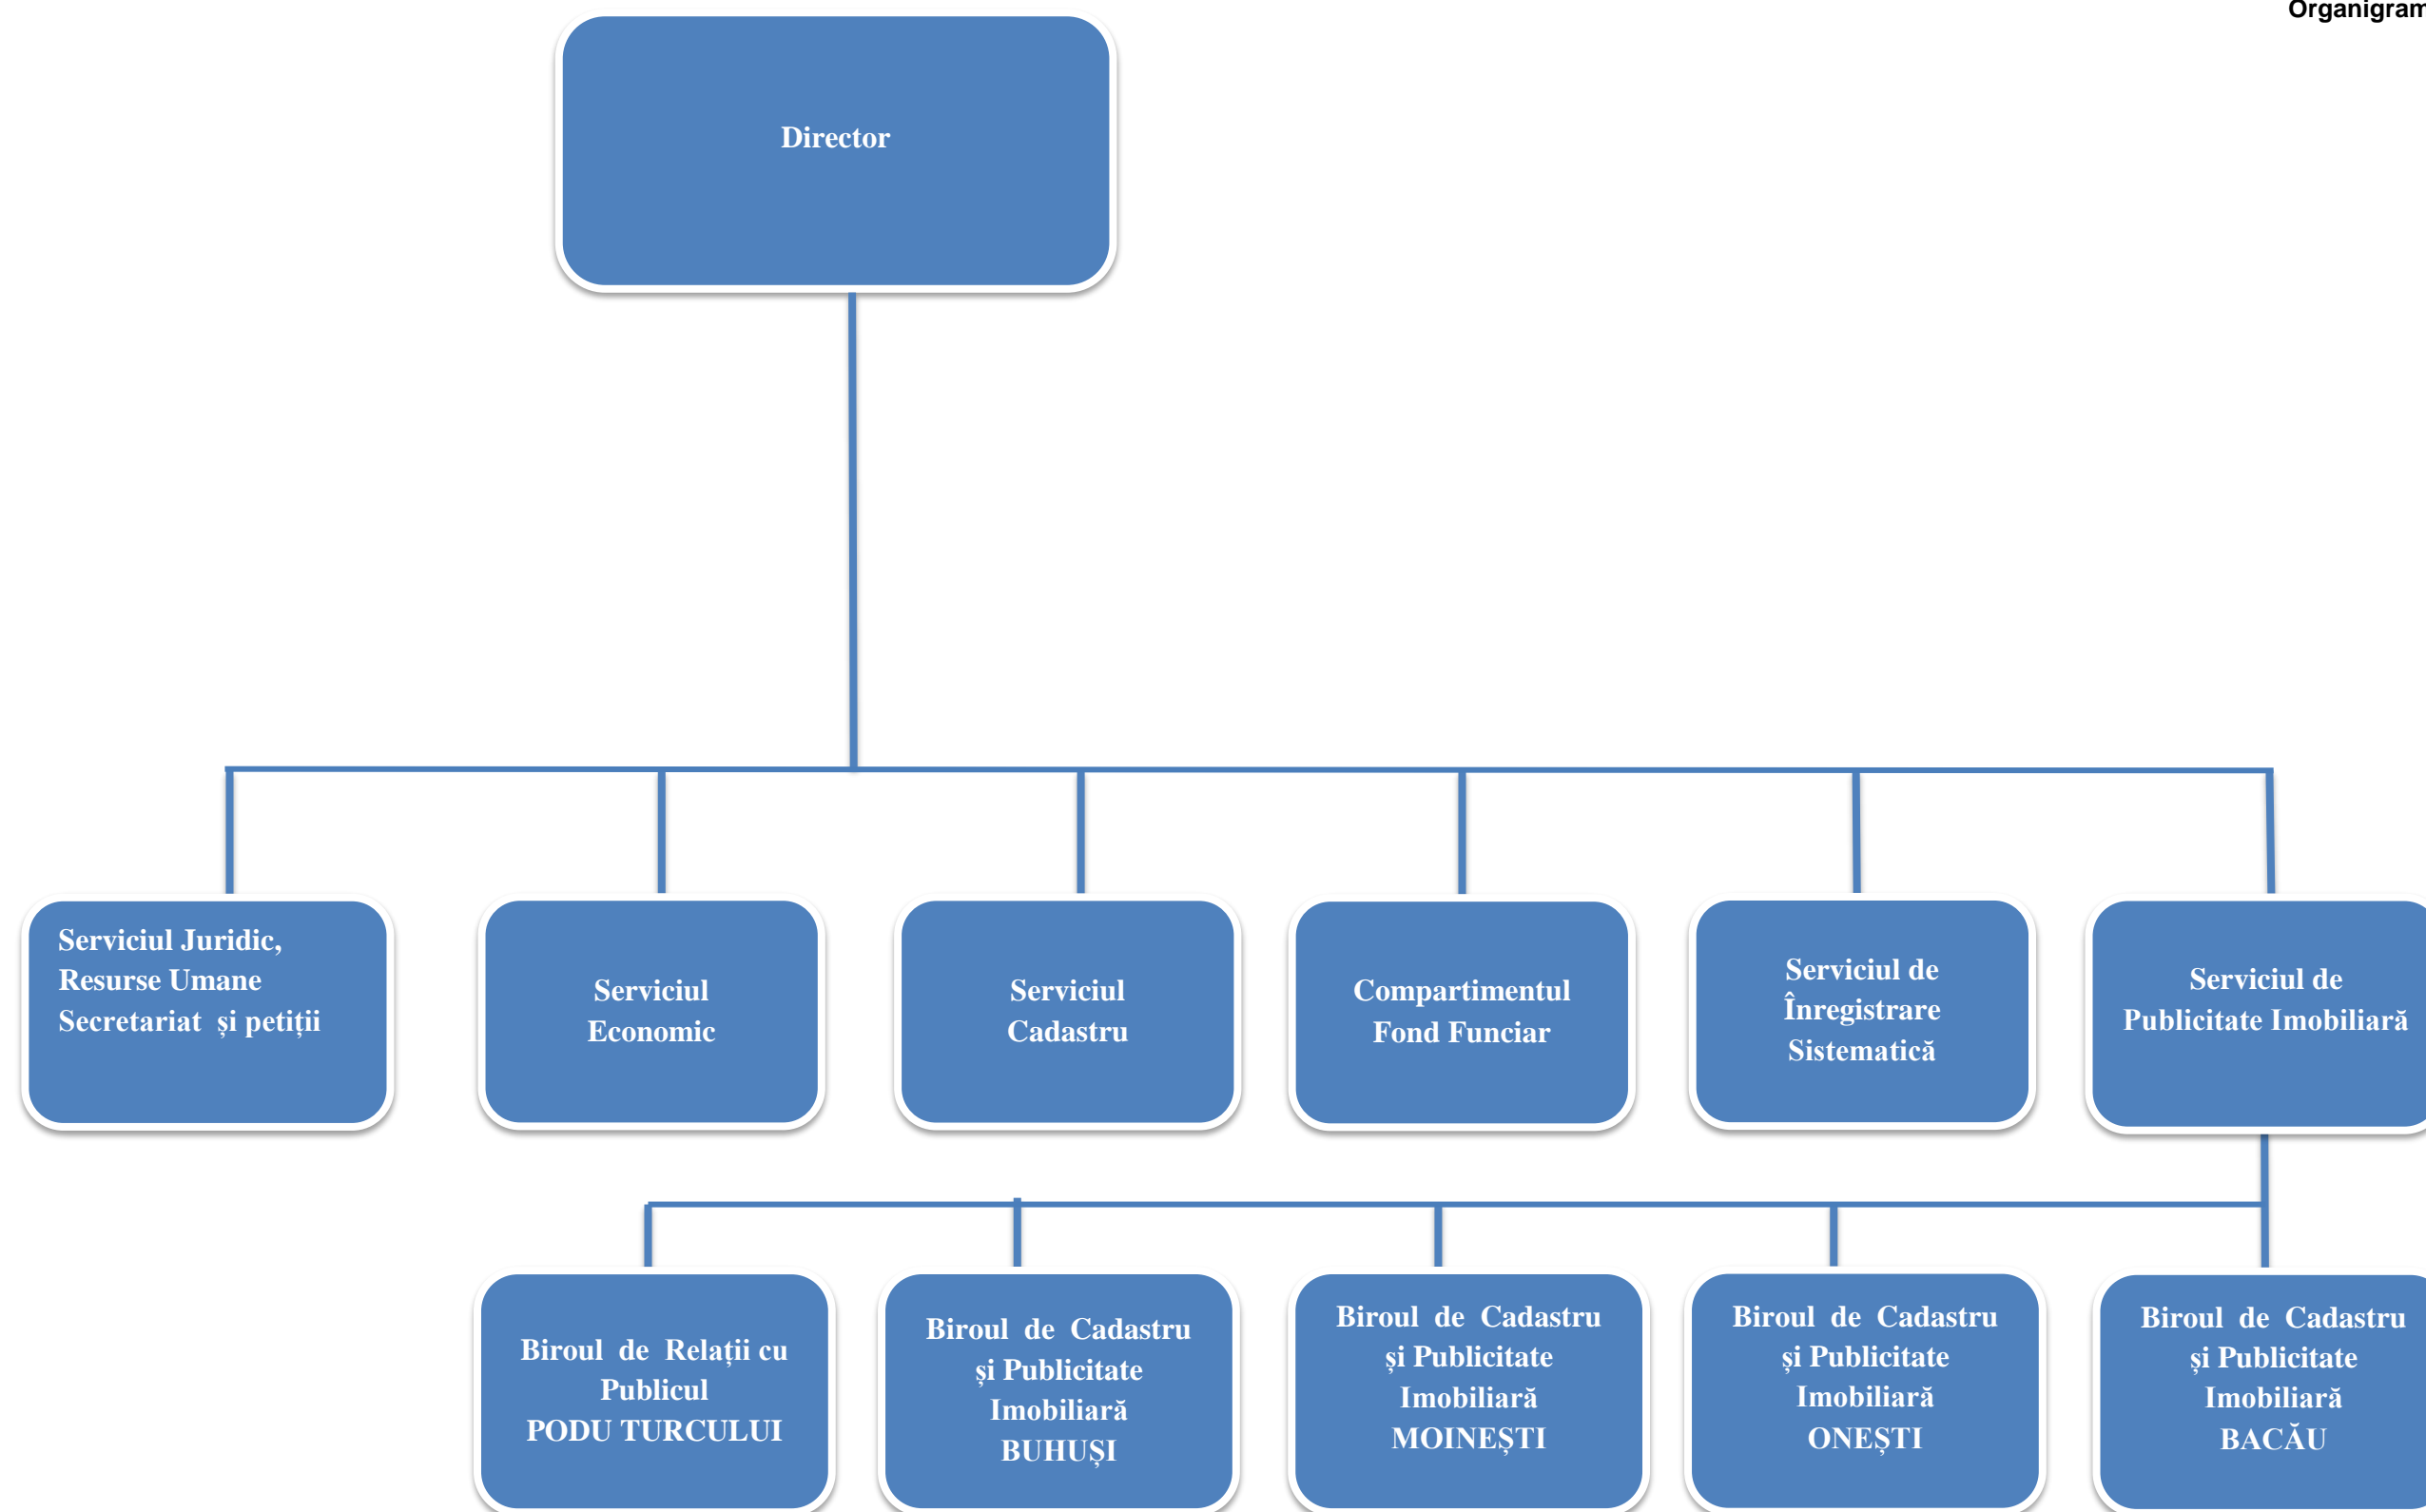 Organigram
Director
Serviciul Juridic,
Resurse Umane
Secretariat și petiții
Serviciul
Economic
Serviciul
Cadastru
Compartimentul
Fond Funciar
Serviciul de
Înregistrare
Sistematică
Serviciul de
Publicitate Imobiliară
Biroul de Relații cu
Publicul
PODU TURCULUI
Biroul de Cadastru
și Publicitate
Imobiliară
BUHUȘI
Biroul de Cadastru
și Publicitate
Imobiliară
MOINEȘTI
Biroul de Cadastru
și Publicitate
Imobiliară
ONEȘTI
Biroul de Cadastru
și Publicitate
Imobiliară
BACĂU